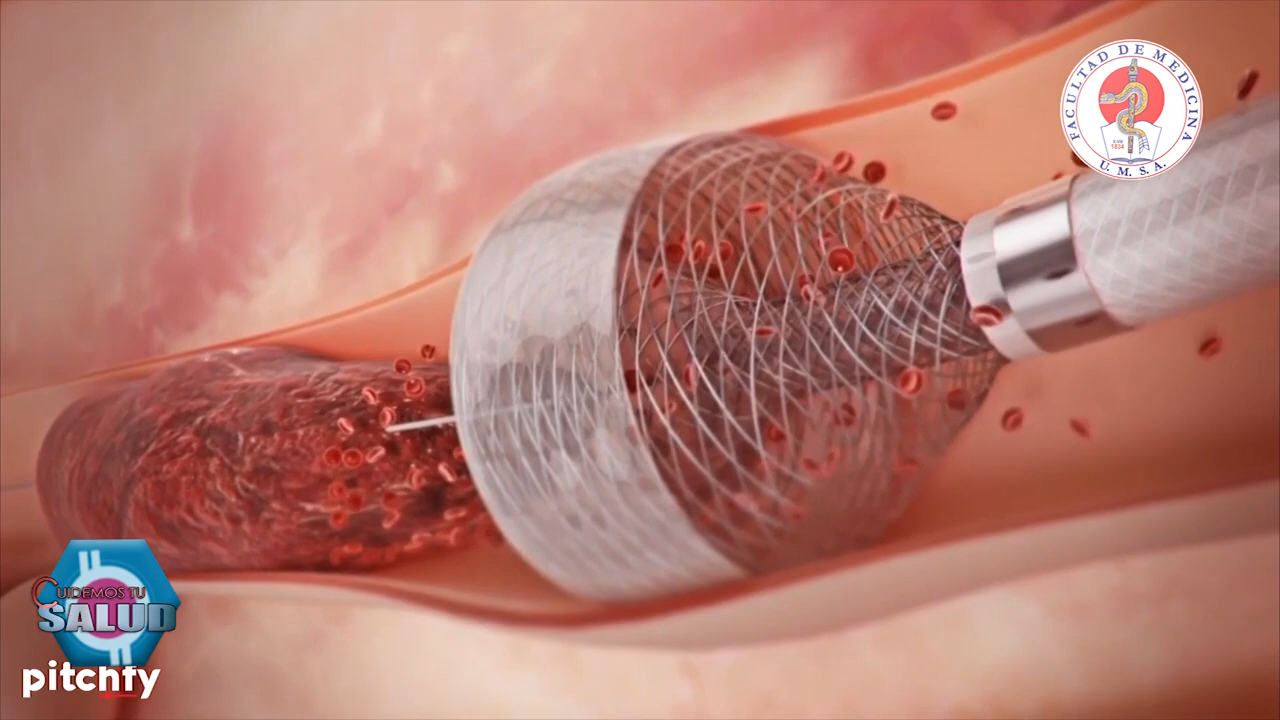 FACULTAD DE MEDICINA
1834
U. M. S. A.
CUIDEMOS TU
SALUD
pitchfy